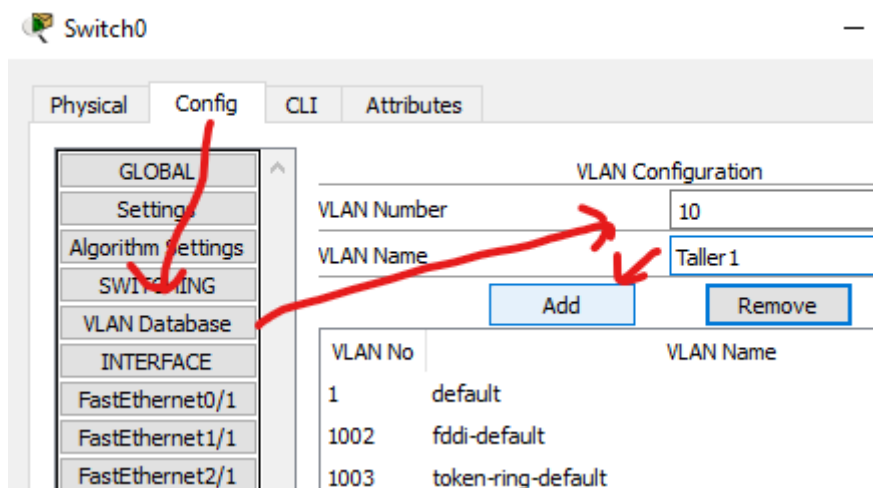 Switch0
Physical Config CLI Attributes
GLOBAL
Settings
Algorithm Settings
SWITCHING
VLAN Database
INTERFACE
FastEthernet0/1
FastEthernet1/1
FastEthernet2/1
VLAN Configuration
VLAN Number 10
VLAN Name Taller1
Add Remove
VLAN No VLAN Name
1 default
1002 fddi-default
1003 token-ring-default